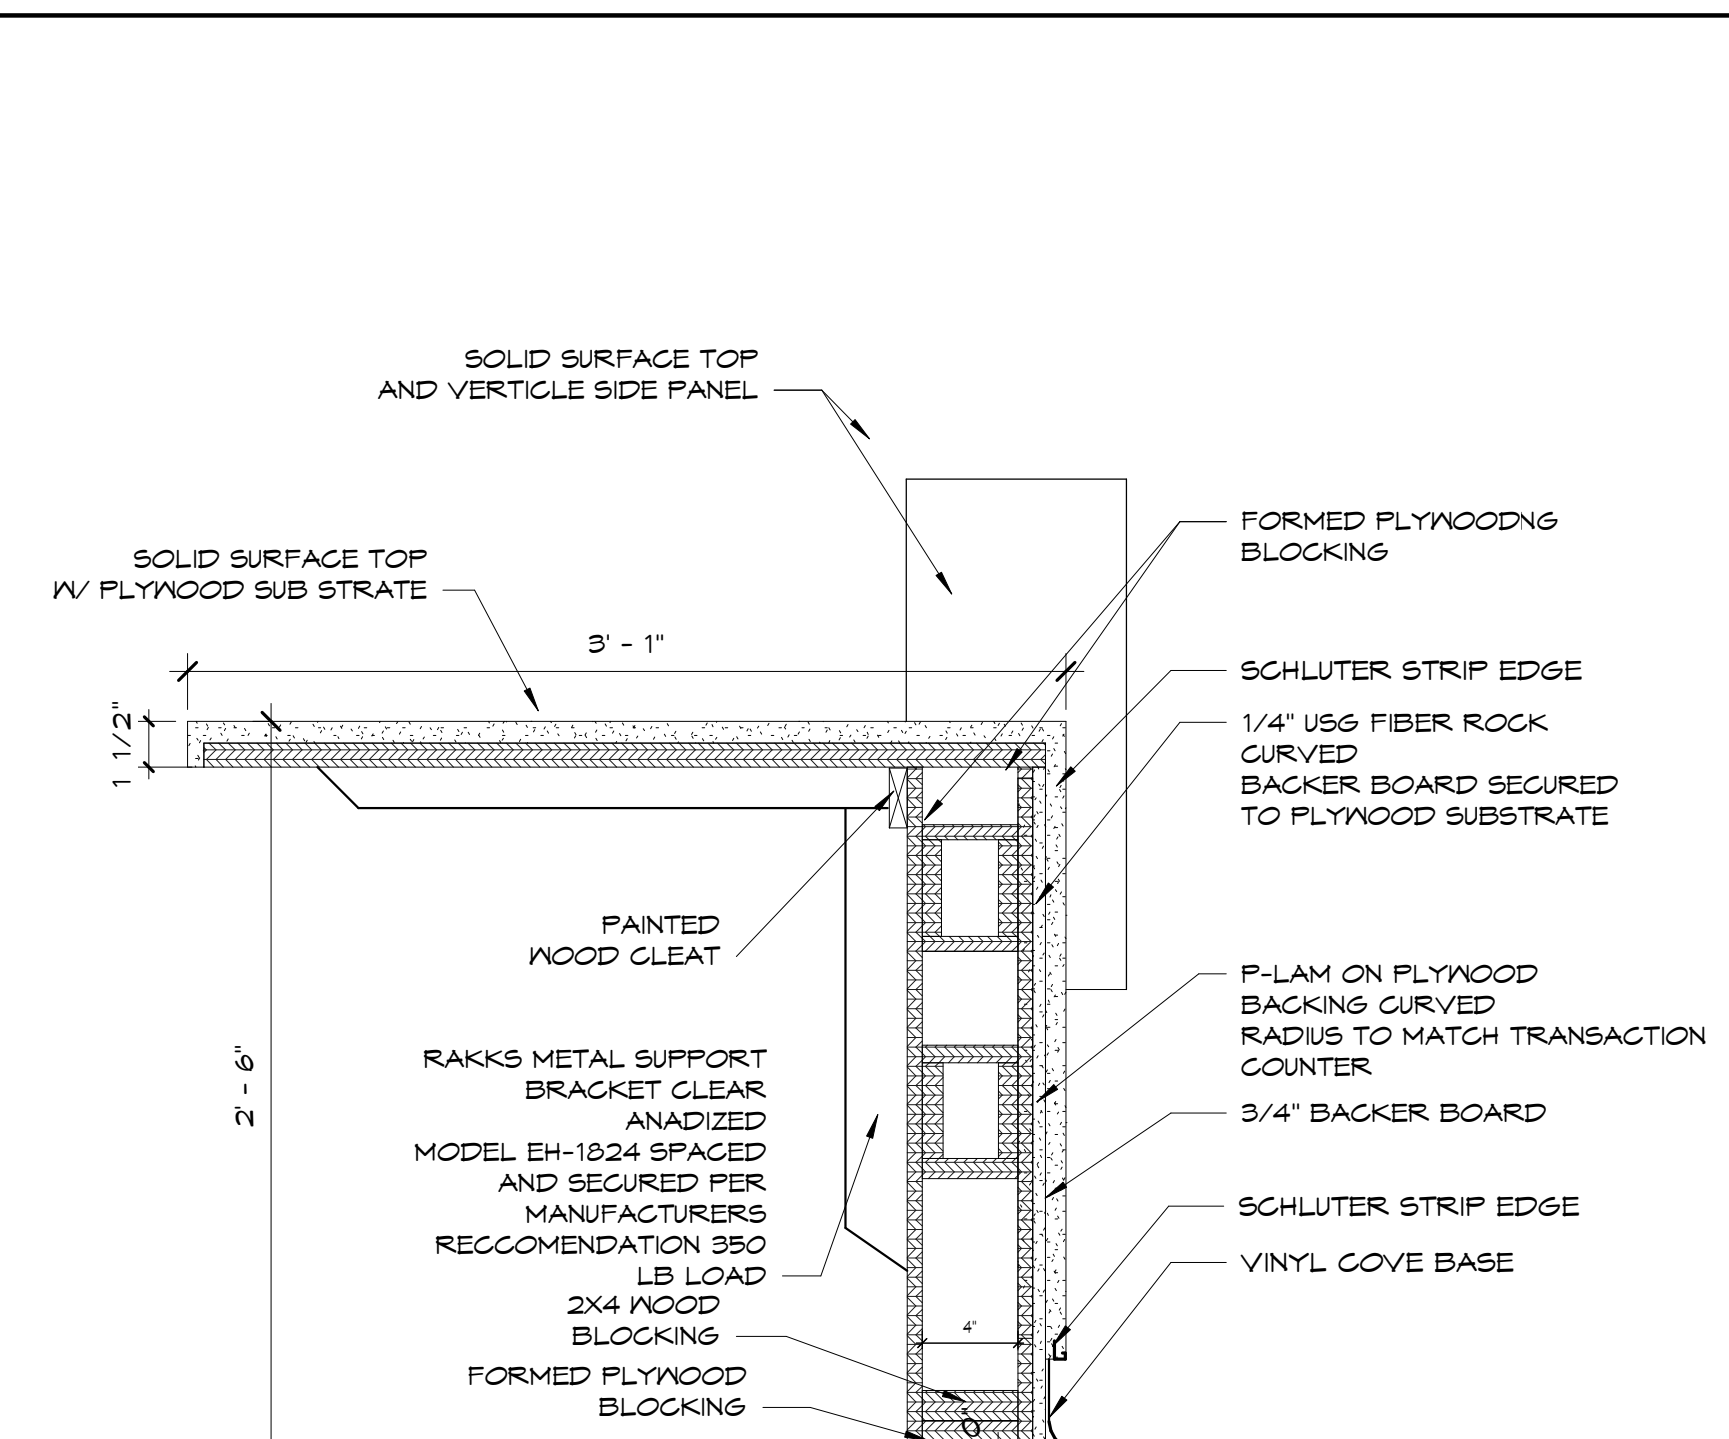 SOLID SURFACE TOP
AND VERTICLE SIDE PANEL
FORMED PLYWOODNG
BLOCKING
SOLID SURFACE TOP
W/ PLYWOOD SUB STRATE
3' - 1"
SCHLUTER STRIP EDGE
1 1/2"
1/4" USG FIBER ROCK
CURVED
BACKER BOARD SECURED
TO PLYWOOD SUBSTRATE
PAINTED
WOOD CLEAT
P-LAM ON PLYWOOD
BACKING CURVED
RADIUS TO MATCH TRANSACTION
COUNTER
2' - 6"
RAKKS METAL SUPPORT
BRACKET CLEAR
ANADIZED
MODEL EH-1824 SPACED
AND SECURED PER
MANUFACTURERS
RECCOMENDATION 350
LB LOAD
3/4" BACKER BOARD
SCHLUTER STRIP EDGE
VINYL COVE BASE
2X4 WOOD
BLOCKING
4"
FORMED PLYWOOD
BLOCKING